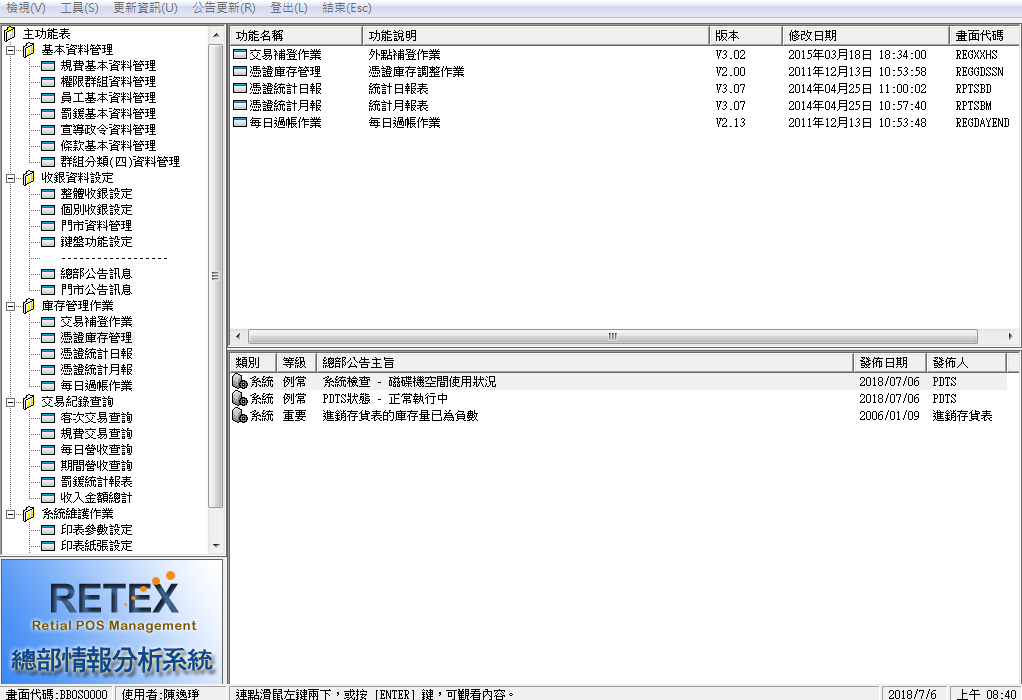 檢視(V) 工具(S) 更新資訊(U) 公告更新(R) 登出(L) 結束(Esc)
主功能表
基本資料管理
規費基本資料管理
權限群組資料管理
員工基本資料管理
罰鍰基本資料管理
宣導政令資料管理
條款基本資料管理
群組分類(四)資料管理
收銀資料設定
整體收銀設定
個別收銀設定
門市資料管理
鍵盤功能設定
------------------
總部公告訊息
門市公告訊息
庫存管理作業
交易補登作業
憑證庫存管理
憑證統計日報
憑證統計月報
每日過帳作業
交易紀錄查詢
客次交易查詢
規費交易查詢
每日營收查詢
期間營收查詢
罰鍰統計報表
收入金額總計
系統維護作業
印表參數設定
印表紙張設定
RETEX
Retial POS Management
總部情報分析系統
功能名稱 功能說明 版本 修改日期 畫面代碼
交易補登作業 外點補登作業 V3.02 2015年03月18日 18:34:00 REGXXHS
憑證庫存管理 憑證庫存調整作業 V2.00 2011年12月13日 10:53:58 REGGDSSN
憑證統計日報 統計日報表 V3.07 2014年04月25日 11:00:02 RPTSBD
憑證統計月報 統計月報表 V3.07 2014年04月25日 10:57:40 RPTSBM
每日過帳作業 每日過帳作業 V2.13 2011年12月13日 10:53:48 REGDAYEND
類別 等級 總部公告主旨 發佈日期 發佈人
系統 例常 系統檢查 - 磁碟機空間使用狀況 2018/07/06 PDTS
系統 例常 PDTS狀態 - 正常執行中 2018/07/06 PDTS
系統 重要 進銷存貨表的庫存量已為負數 2006/01/09 進銷存貨表
畫面代碼:BBOS0000 使用者:陳逸琤 連點滑鼠左鍵兩下，或按 [ENTER] 鍵，可觀看內容。 2018/7/6 上午 08:40